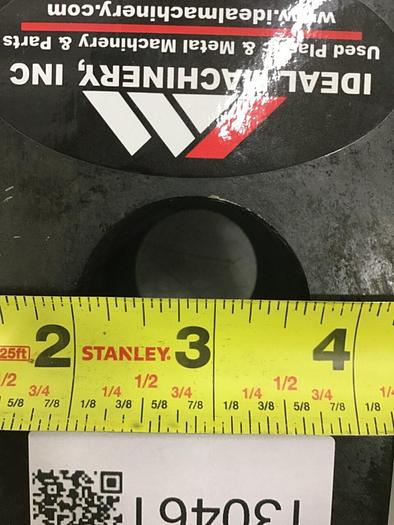 www.idealmachinery.com
Used Plastic & Metal Machinery & Parts
IDEAL MACHINERY, INC
25ft 2 STANLEY. 3 4
1/2 3/4 1/4 1/2 3/4 1/4 1/2 3/4 1/4
5/8 7/8 1/8 3/8 5/8 7/8 1/8 3/8 5/8 7/8 1/8
130461